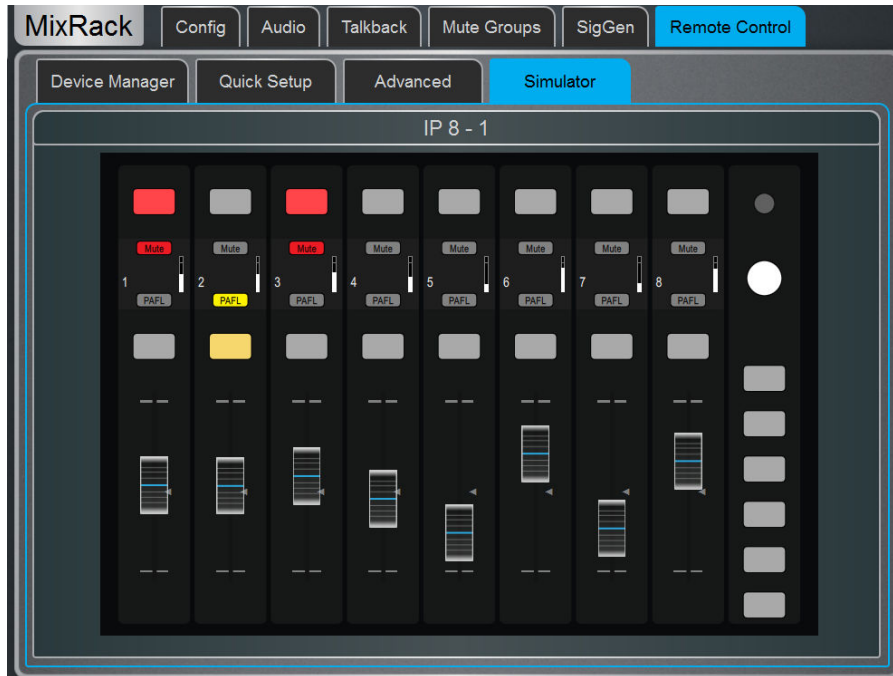 MixRack Config Audio Talkback Mute Groups SigGen Remote Control
Device Manager Quick Setup Advanced Simulator
IP 8 - 1
Mute Mute Mute Mute Mute Mute Mute Mute
1 2 3 4 5 6 7 8
PAFL PAFL PAFL PAFL PAFL PAFL PAFL PAFL